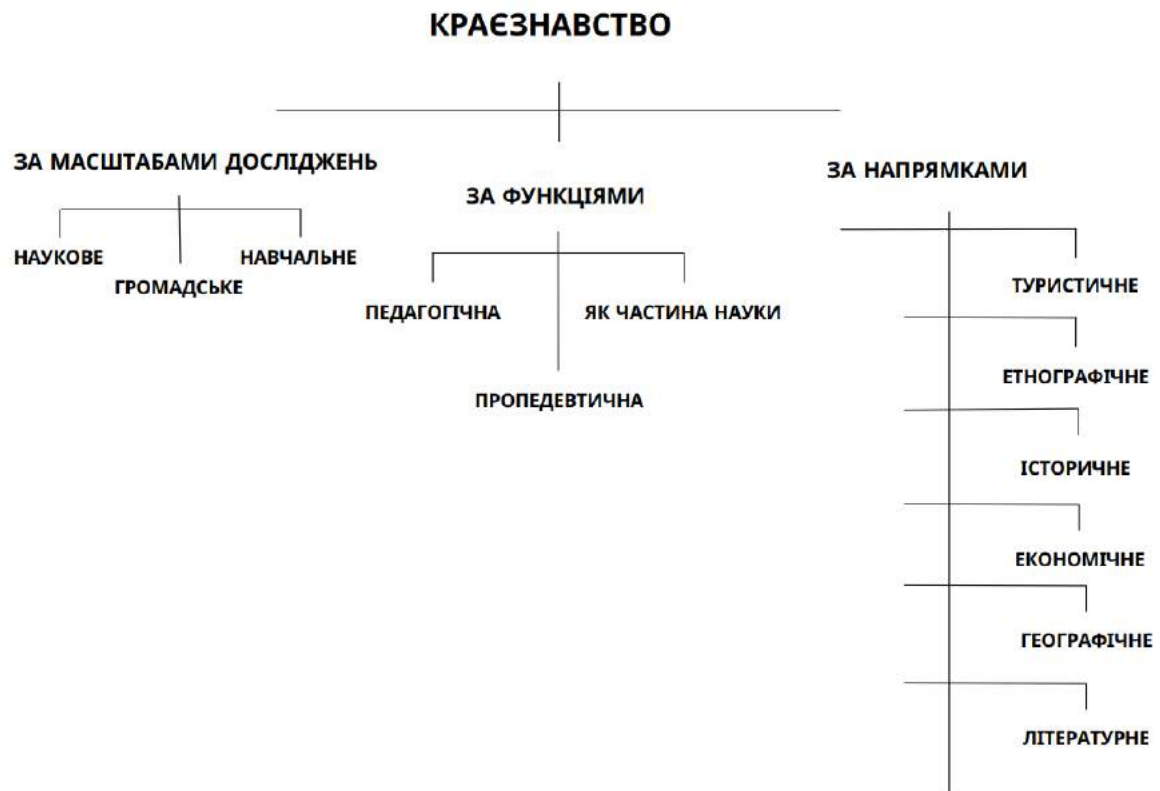 КРАЄЗНАВСТВО
ЗА МАСШТАБАМИ ДОСЛІДЖЕНЬ
НАУКОВЕ
ГРОМАДСЬКЕ
НАВЧАЛЬНЕ
ЗА ФУНКЦІЯМИ
ПЕДАГОГІЧНА
ПРОПЕДЕВТИЧНА
ЯК ЧАСТИНА НАУКИ
ЗА НАПРЯМКАМИ
ТУРИСТИЧНЕ
ЕТНОГРАФІЧНЕ
ІСТОРИЧНЕ
ЕКОНОМІЧНЕ
ГЕОГРАФІЧНЕ
ЛІТЕРАТУРНЕ